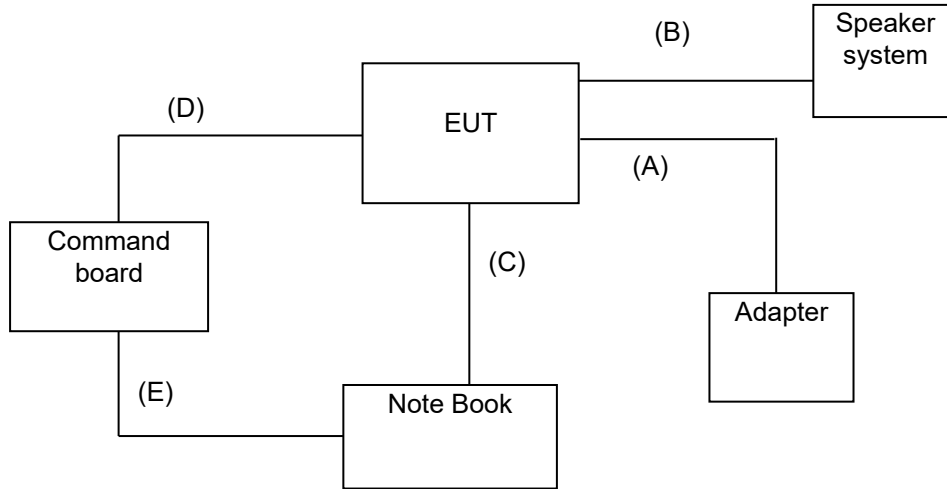 Speaker
system
(B)
(D)
EUT
(A)
Command
board
(C)
Adapter
(E)
Note Book